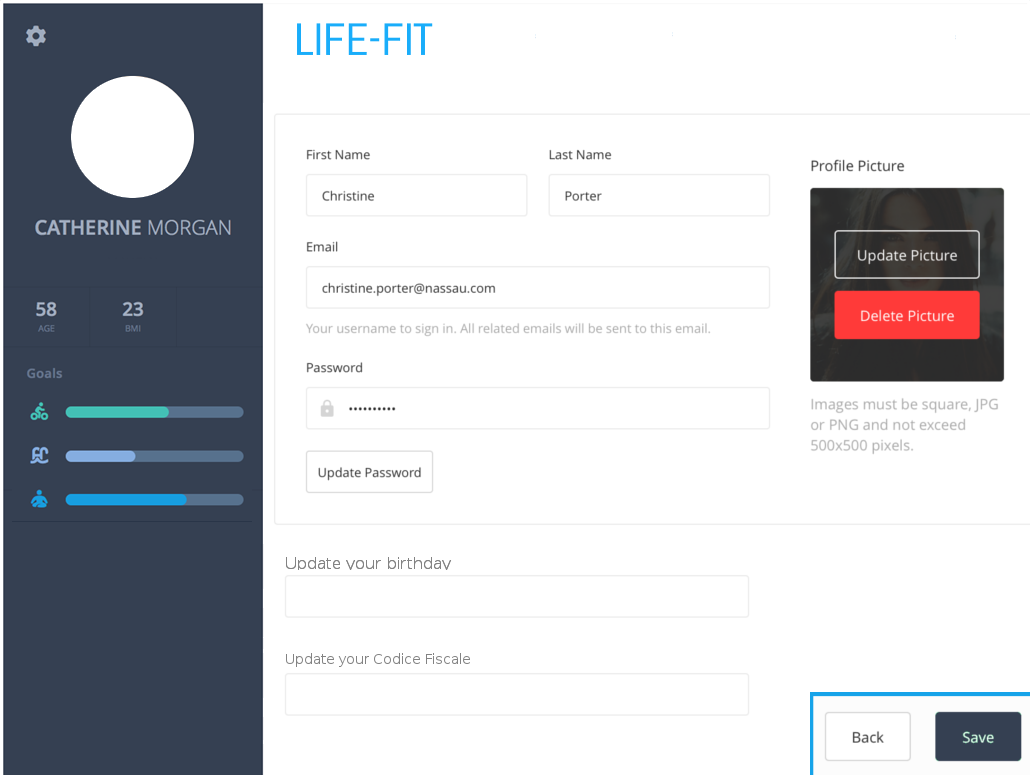 LIFE-FIT
CATHERINE MORGAN
58
AGE
23
BMI
Goals
First Name
Last Name
Christine
Porter
Email
christine.porter@nassau.com
Your username to sign in. All related emails will be sent to this email.
Password
••••••••••
Update Password
Profile Picture
Update Picture
Delete Picture
Images must be square, JPG
or PNG and not exceed
500x500 pixels.
Update your birthday
Update your Codice Fiscale
Back
Save